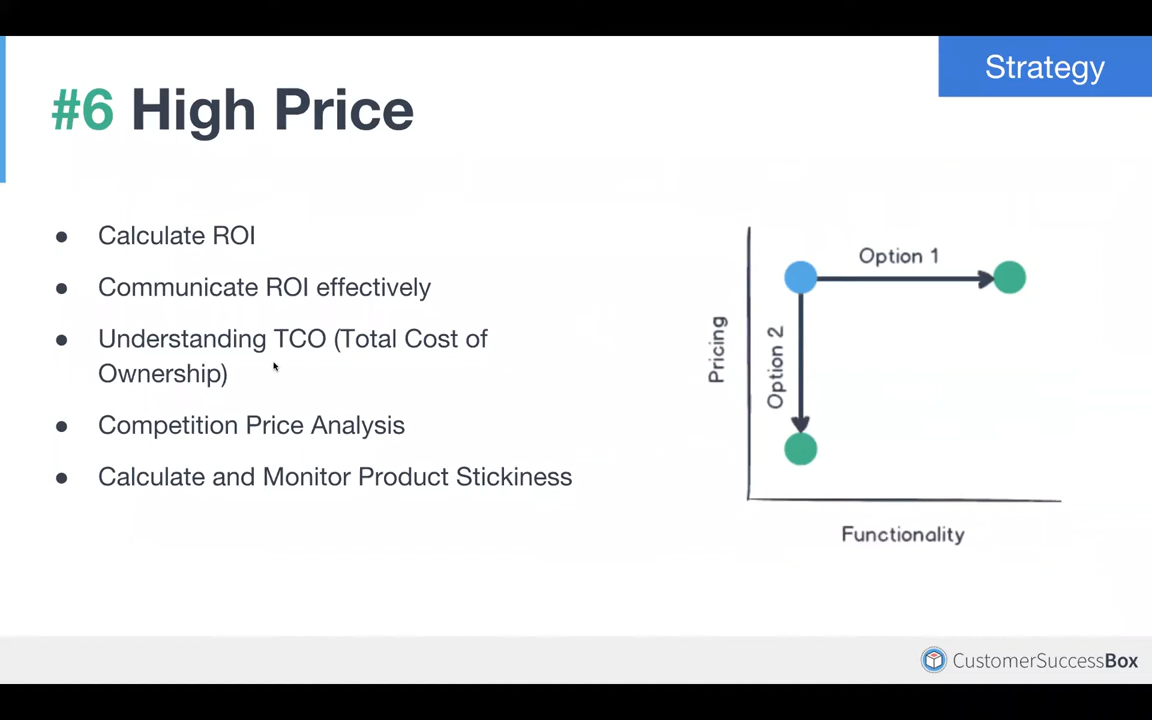 Strategy
#6 High Price
● Calculate ROI
● Communicate ROI effectively
● Understanding TCO (Total Cost of
Ownership)
● Competition Price Analysis
● Calculate and Monitor Product Stickiness
Option 1
Option 2
Pricing
Functionality
CustomerSuccessBox